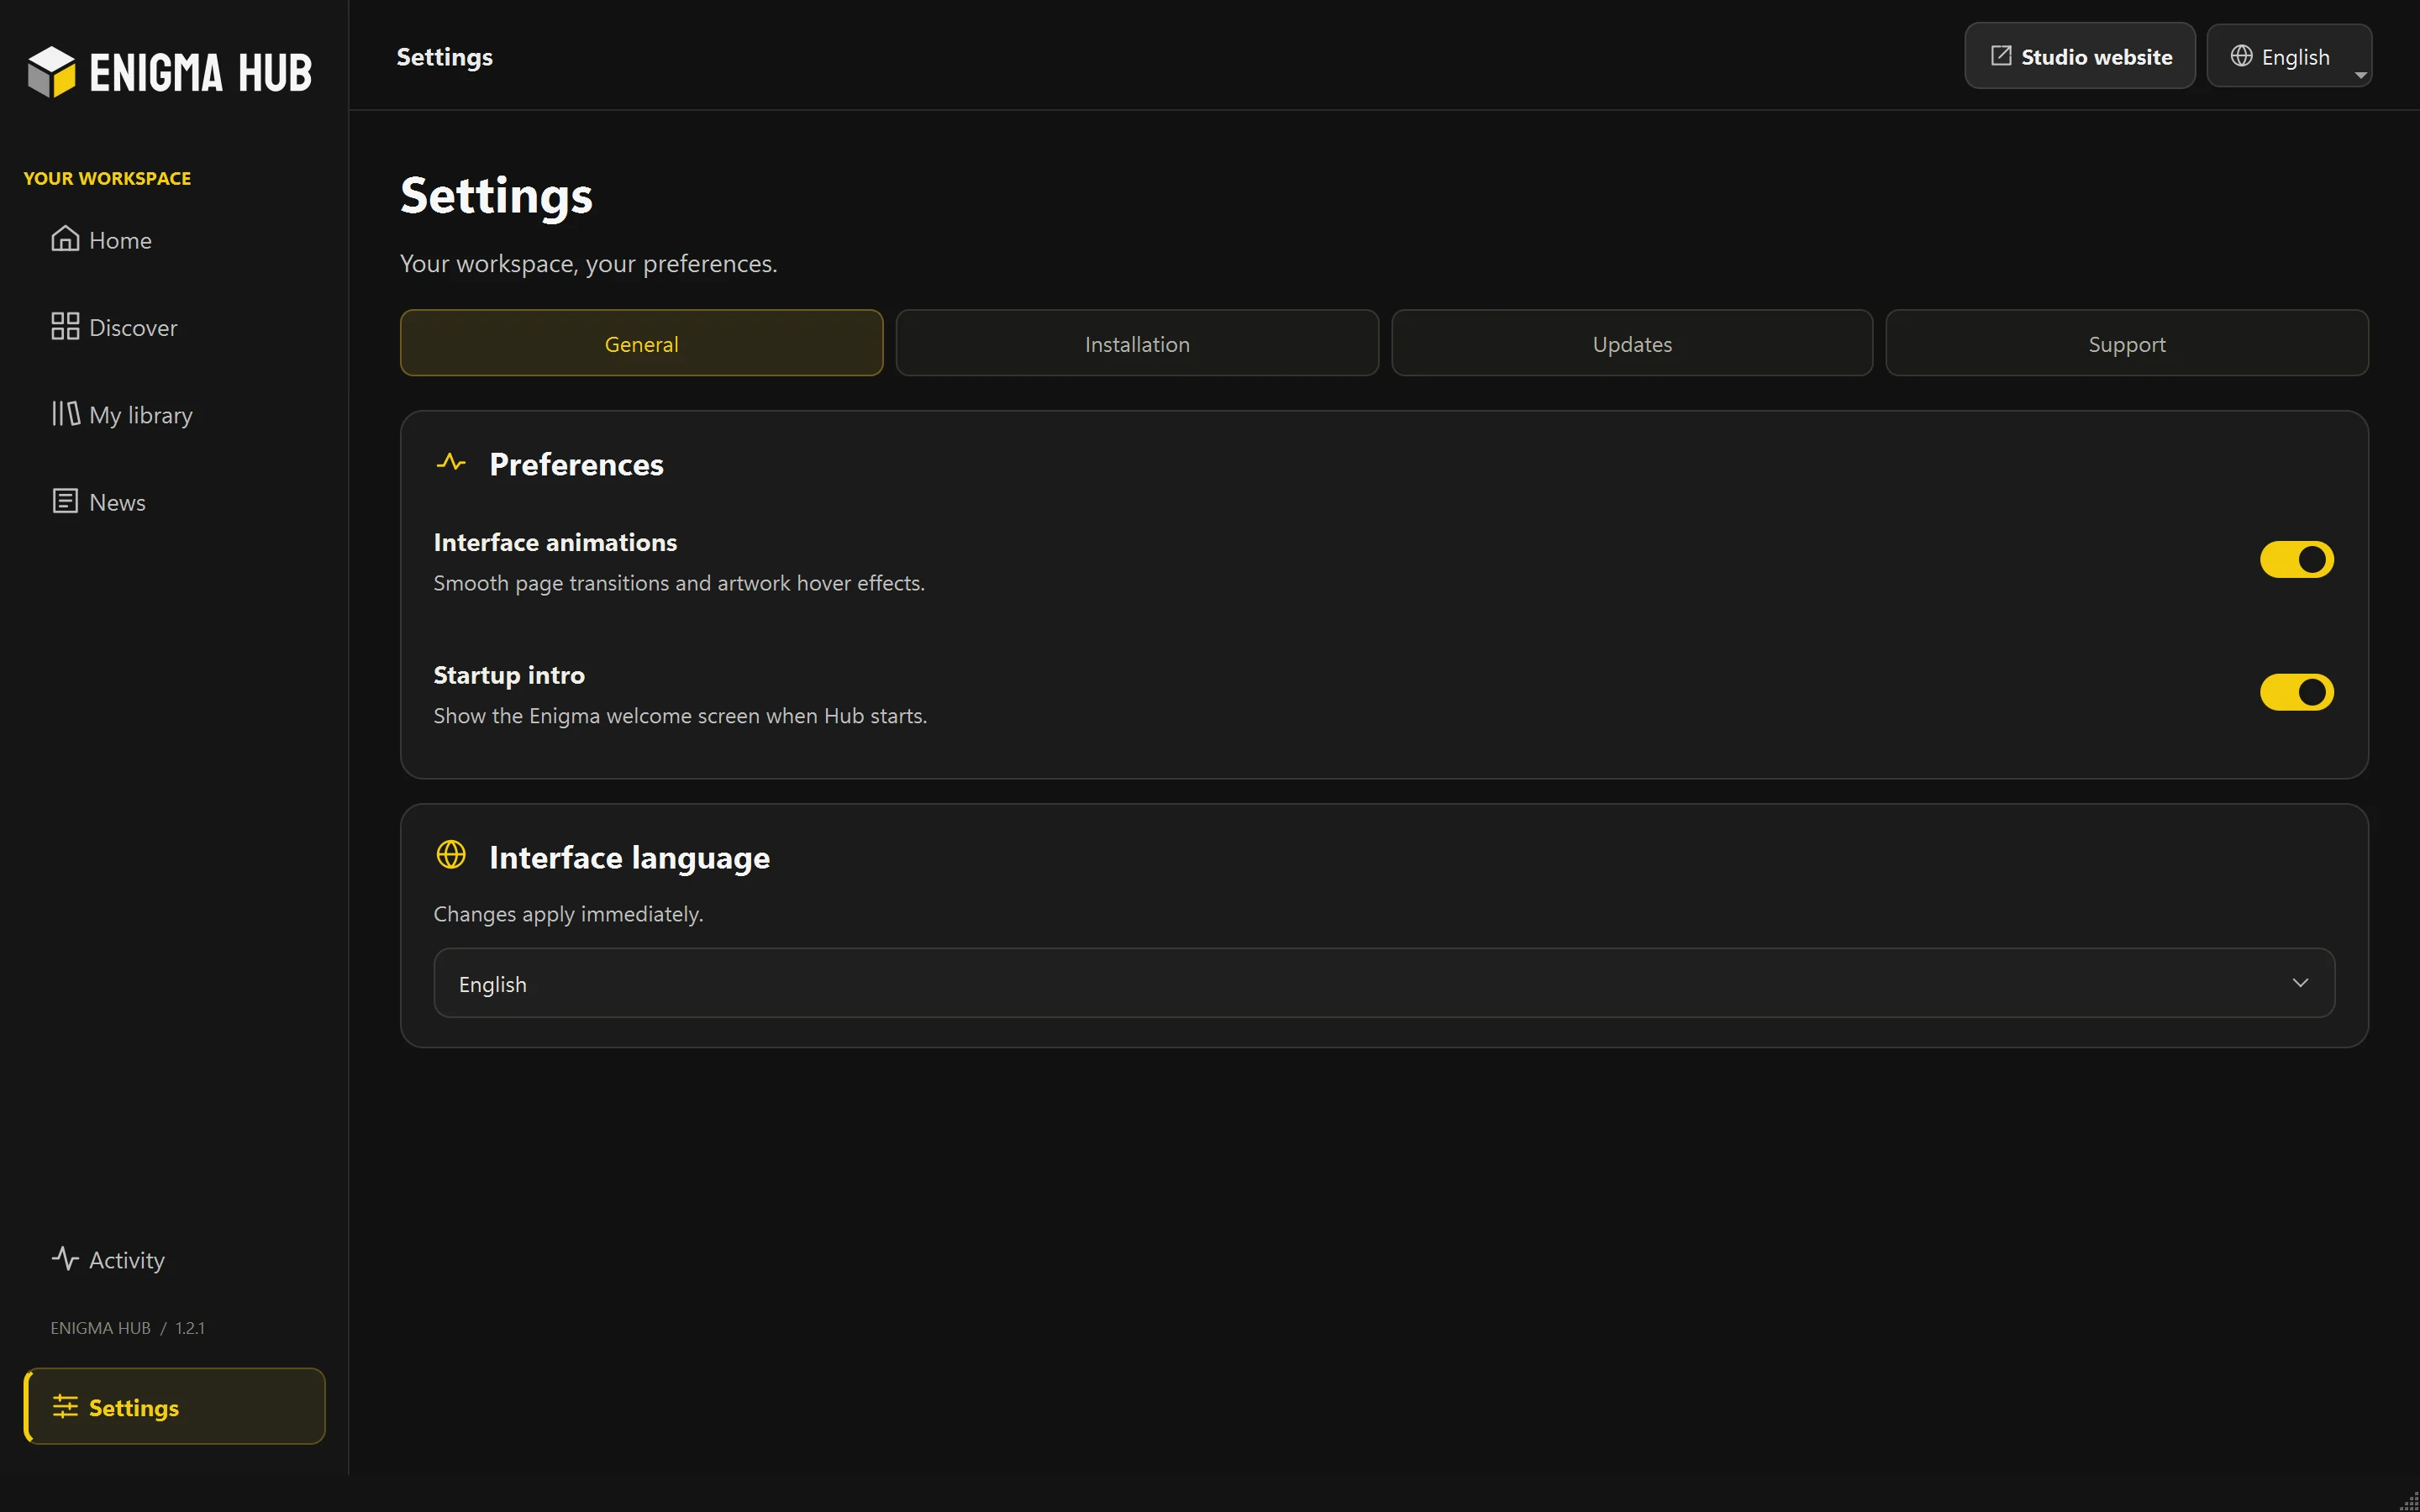 ENIGMA HUB
YOUR WORKSPACE
Home
Discover
My library
News
Activity
ENIGMA HUB / 1.2.1
Settings
Settings
Studio website
English
Settings
Your workspace, your preferences.
General
Installation
Updates
Support
Preferences
Interface animations
Smooth page transitions and artwork hover effects.
Startup intro
Show the Enigma welcome screen when Hub starts.
Interface language
Changes apply immediately.
English